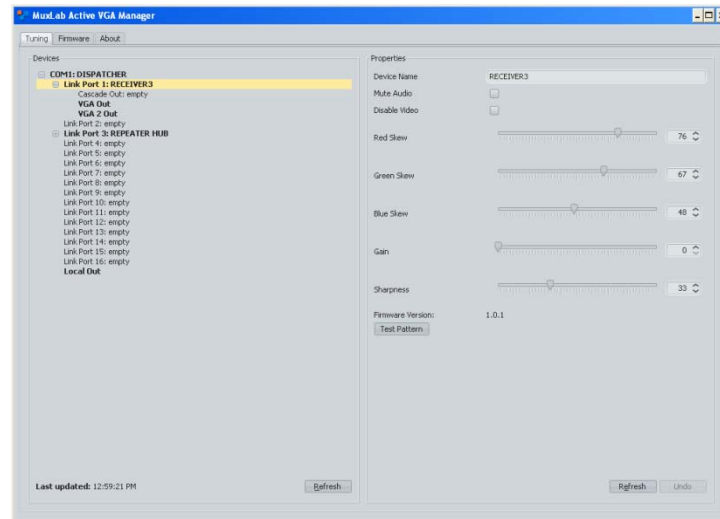 MuxLab Active VGA Manager
Tuning Firmware About
Devices
COM1: DISPATCHER
Link Port 1: RECEIVER3
Cascade Out: empty
VGA Out
VGA 2 Out
Link Port 2: empty
Link Port 3: REPEATER HUB
Link Port 4: empty
Link Port 5: empty
Link Port 6: empty
Link Port 7: empty
Link Port 8: empty
Link Port 9: empty
Link Port 10: empty
Link Port 11: empty
Link Port 12: empty
Link Port 13: empty
Link Port 14: empty
Link Port 15: empty
Link Port 16: empty
Local Out
Last updated: 12:59:21 PM
Refresh
Properties
Device Name RECEIVER3
Mute Audio
Disable Video
Red Skew 76
Green Skew 67
Blue Skew 48
Gain 0
Sharpness 33
Firmware Version: 1.0.1
Test Pattern
Refresh Undo